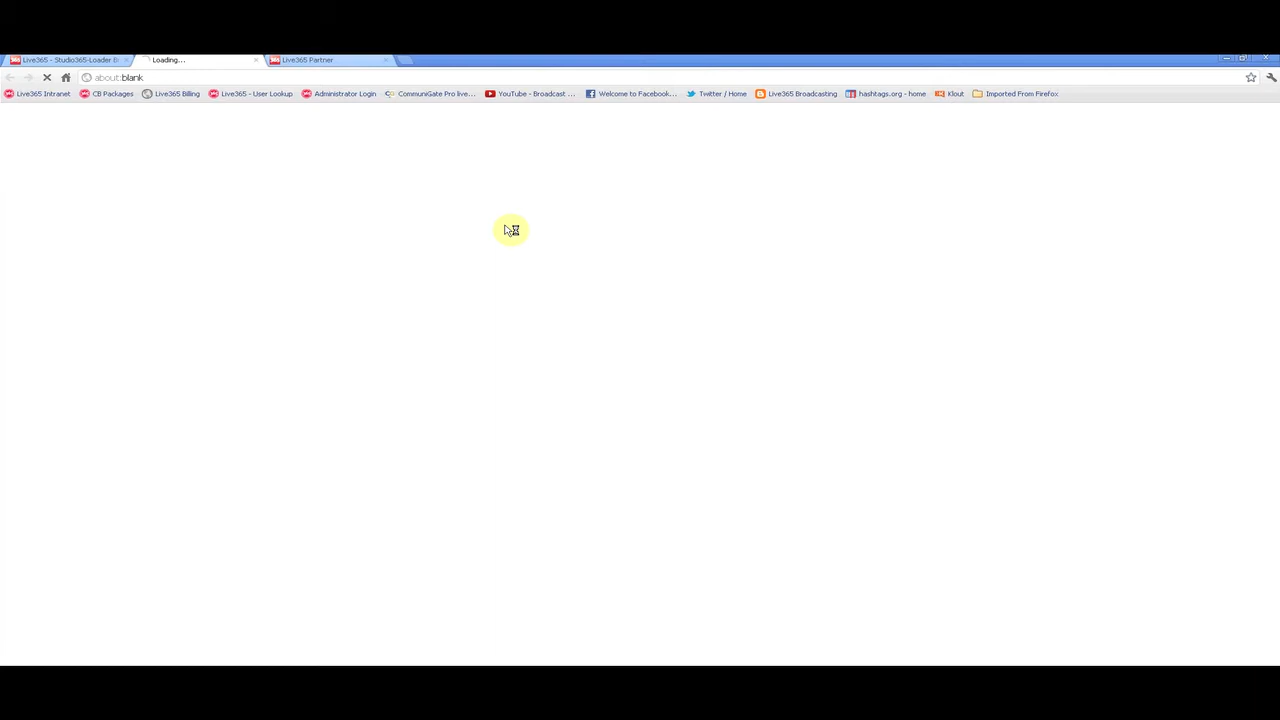 Live365 - Studio365-Loader B
Loading...
Live365 Partner
about:blank
Live365 Intranet
CB Packages
Live365 Billing
Live365 - User Lookup
Administrator Login
CommuniGate Pro live...
YouTube - Broadcast ...
Welcome to Facebook...
Twitter / Home
Live365 Broadcasting
hashtags.org - home
Klout
Imported From Firefox